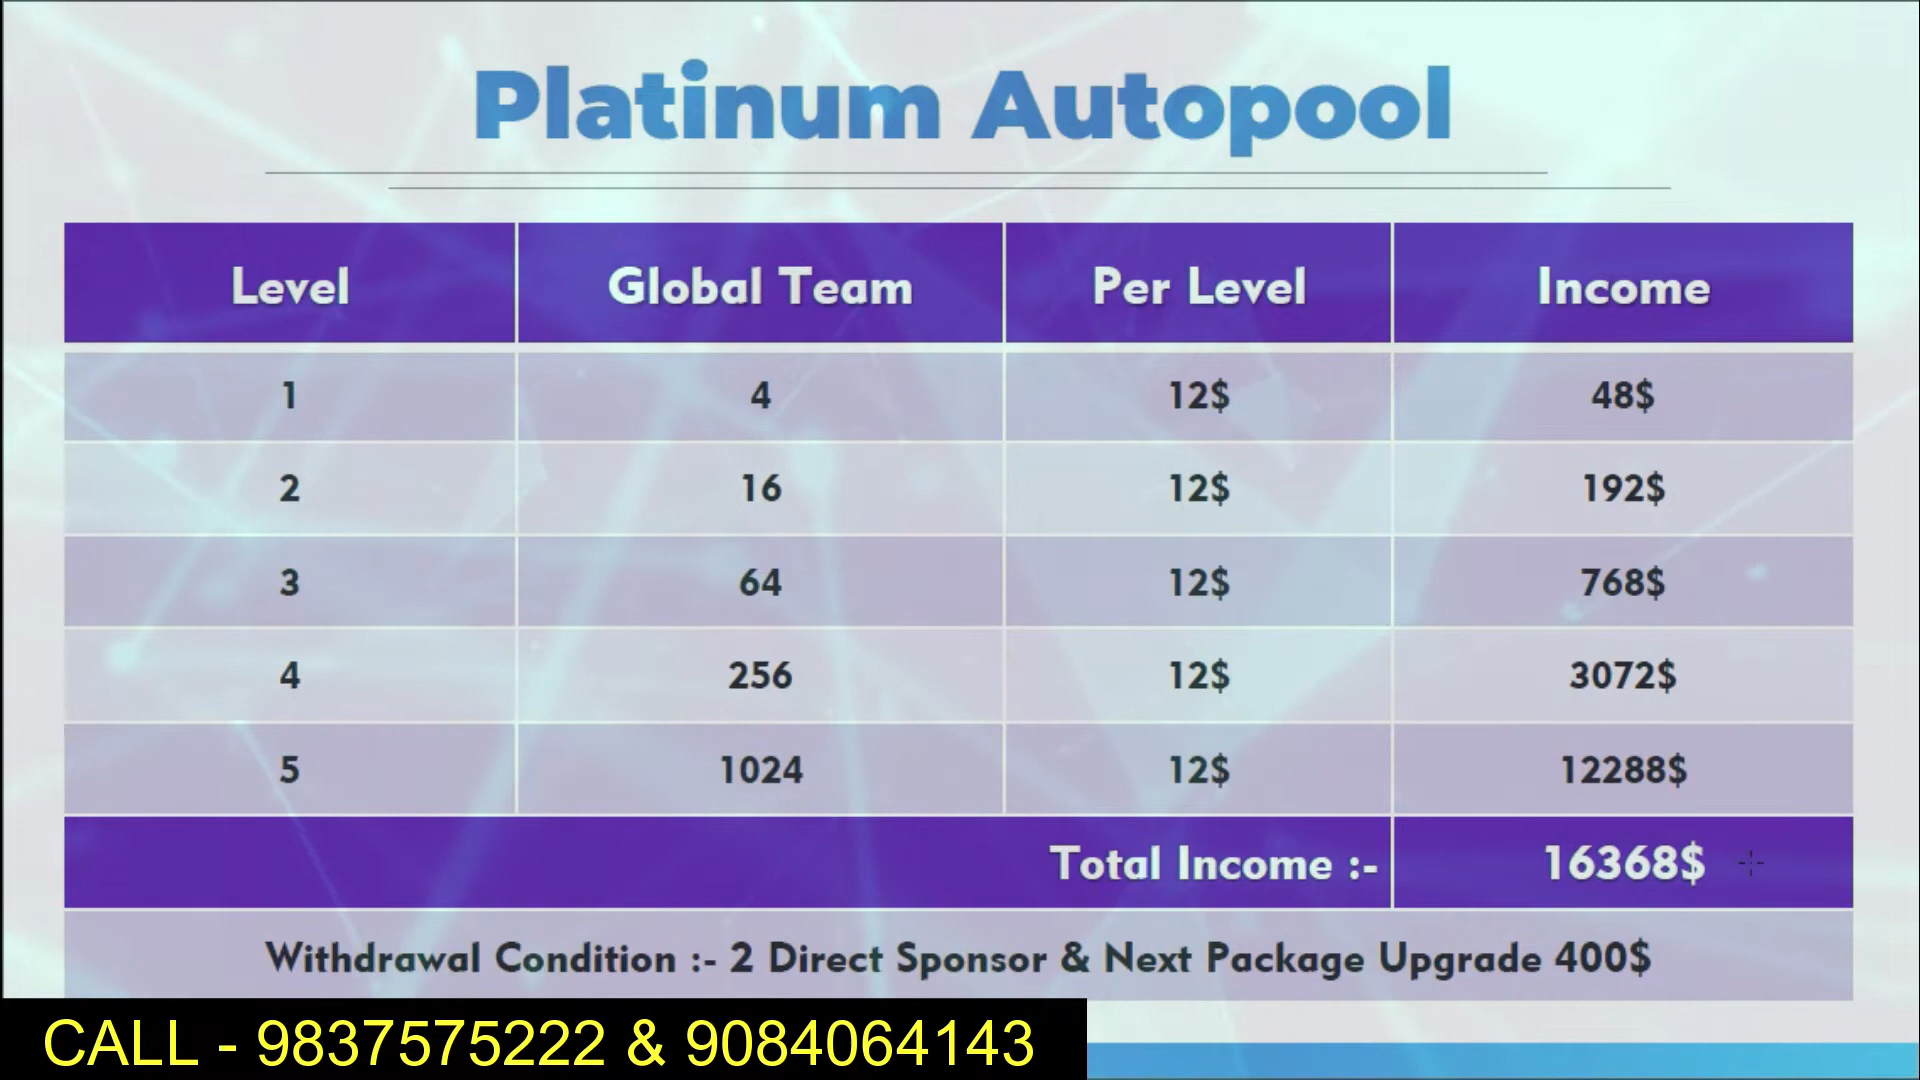 Platinum Autopool
Level Global Team Per Level Income
1 4 12$ 48$
2 16 12$ 192$
3 64 12$ 768$
4 256 12$ 3072$
5 1024 12$ 12288$
Total Income :- 16368$
Withdrawal Condition :- 2 Direct Sponsor & Next Package Upgrade 400$
CALL - 9837575222 & 9084064143